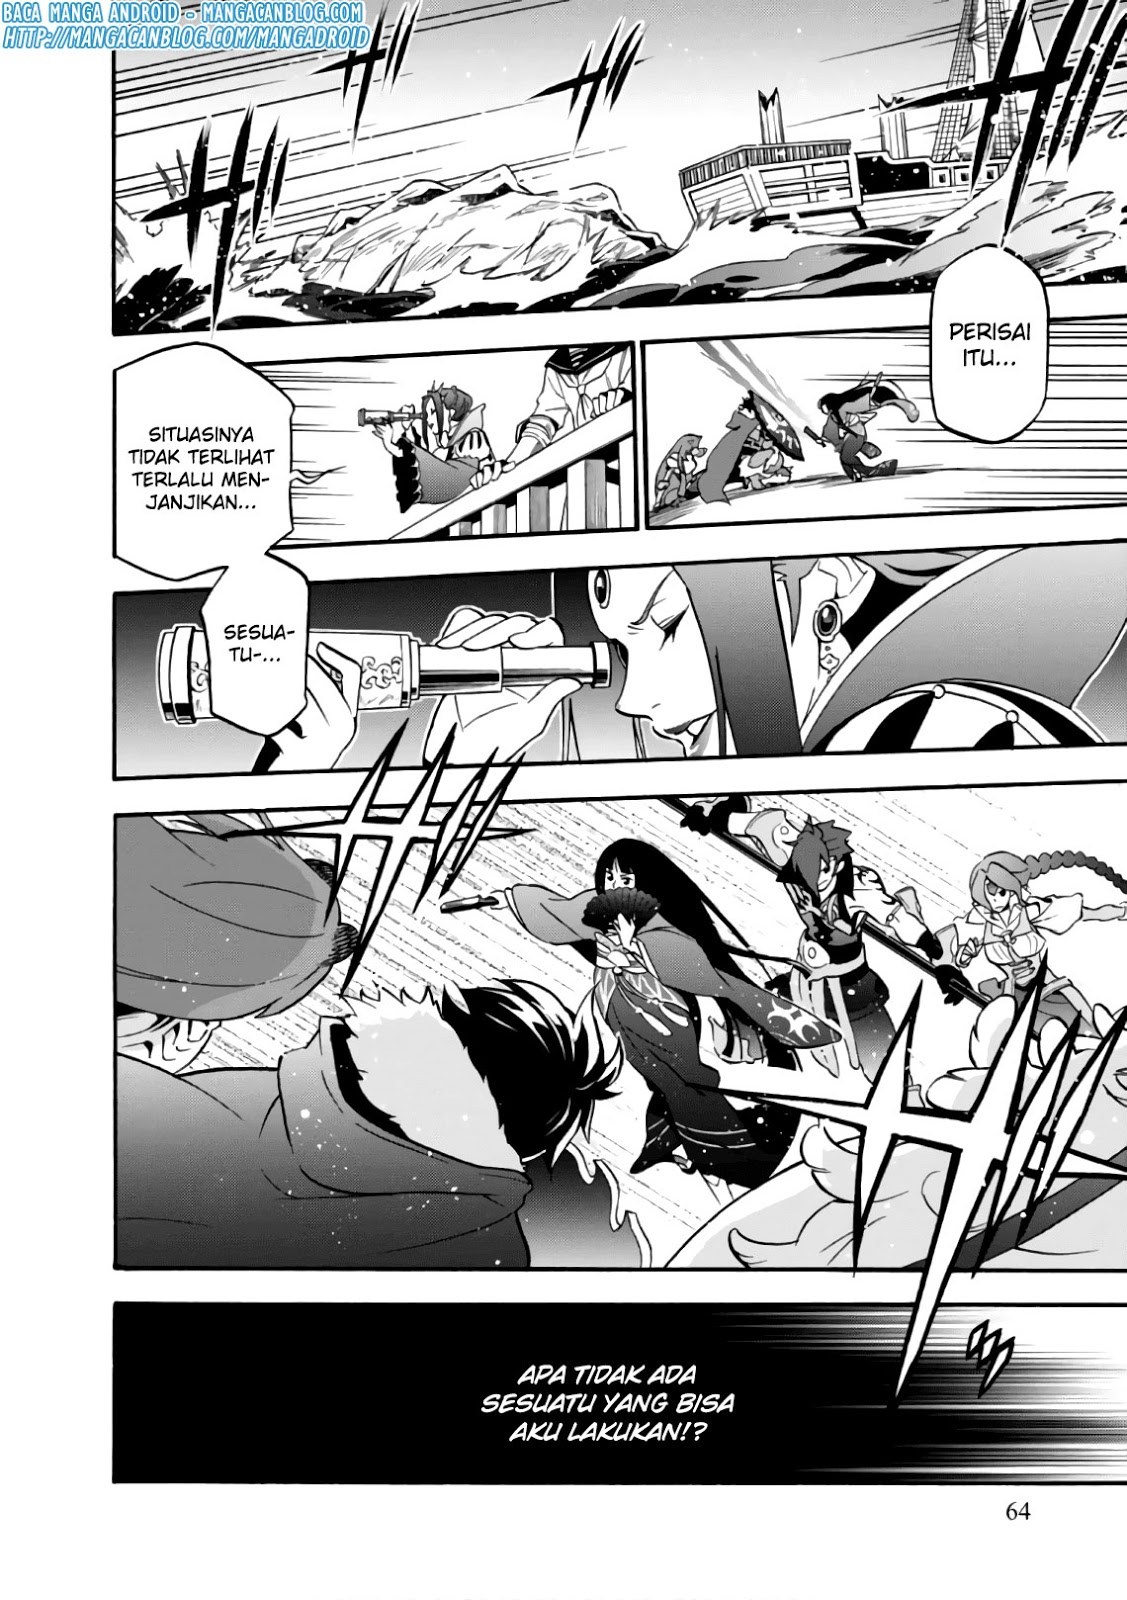 BACA MANGA ANDROID - MANGACANBLOG.COM
HTTP://MANGACANBLOG.COM/MANGADROID
PERISAI
ITU...
SITUASINYA
TIDAK TERLIHAT
TERLALU MEN-
JANJIKAN...
SESUA-
TU-...
APA TIDAK ADA
SESUATU YANG BISA
AKU LAKUKAN!?
64